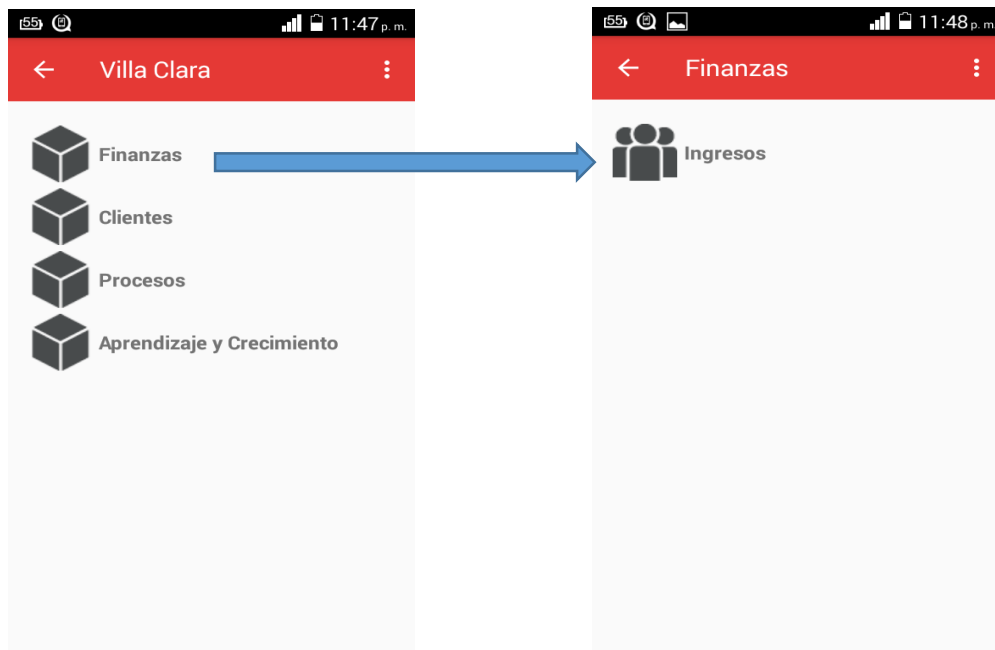 55 11:47 p. m.
Villa Clara
Finanzas
Clientes
Procesos
Aprendizaje y Crecimiento
55 11:48 p. m
Finanzas
Ingresos